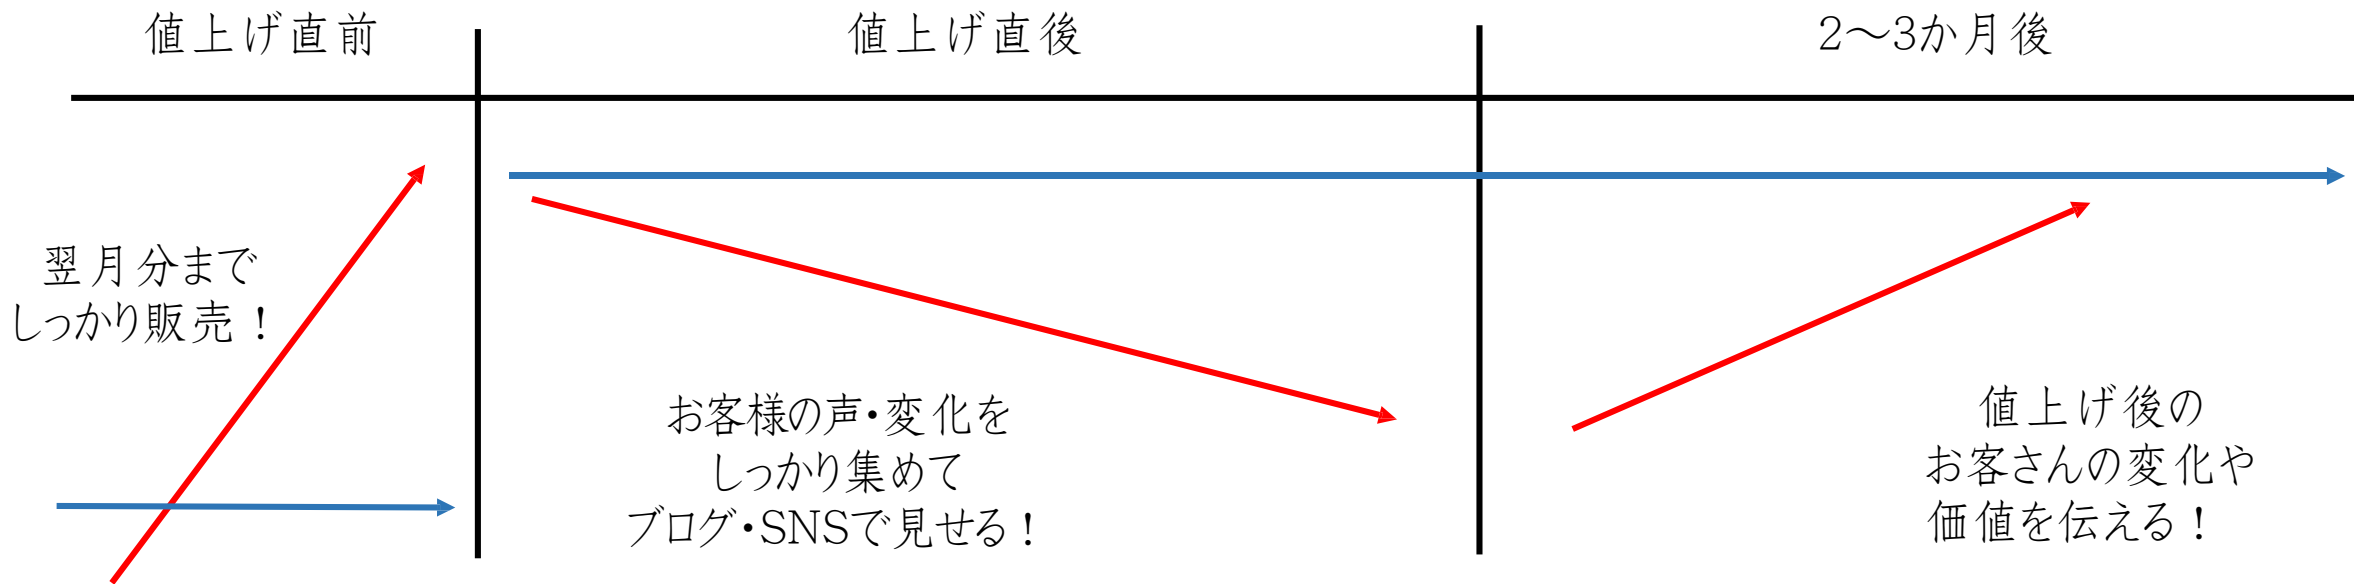 値上げ直前
値上げ直後
2～3か月後
翌月分まで
しっかり販売！
お客様の声・変化を
しっかり集めて
ブログ・SNSで見せる！
値上げ後の
お客さんの変化や
価値を伝える！